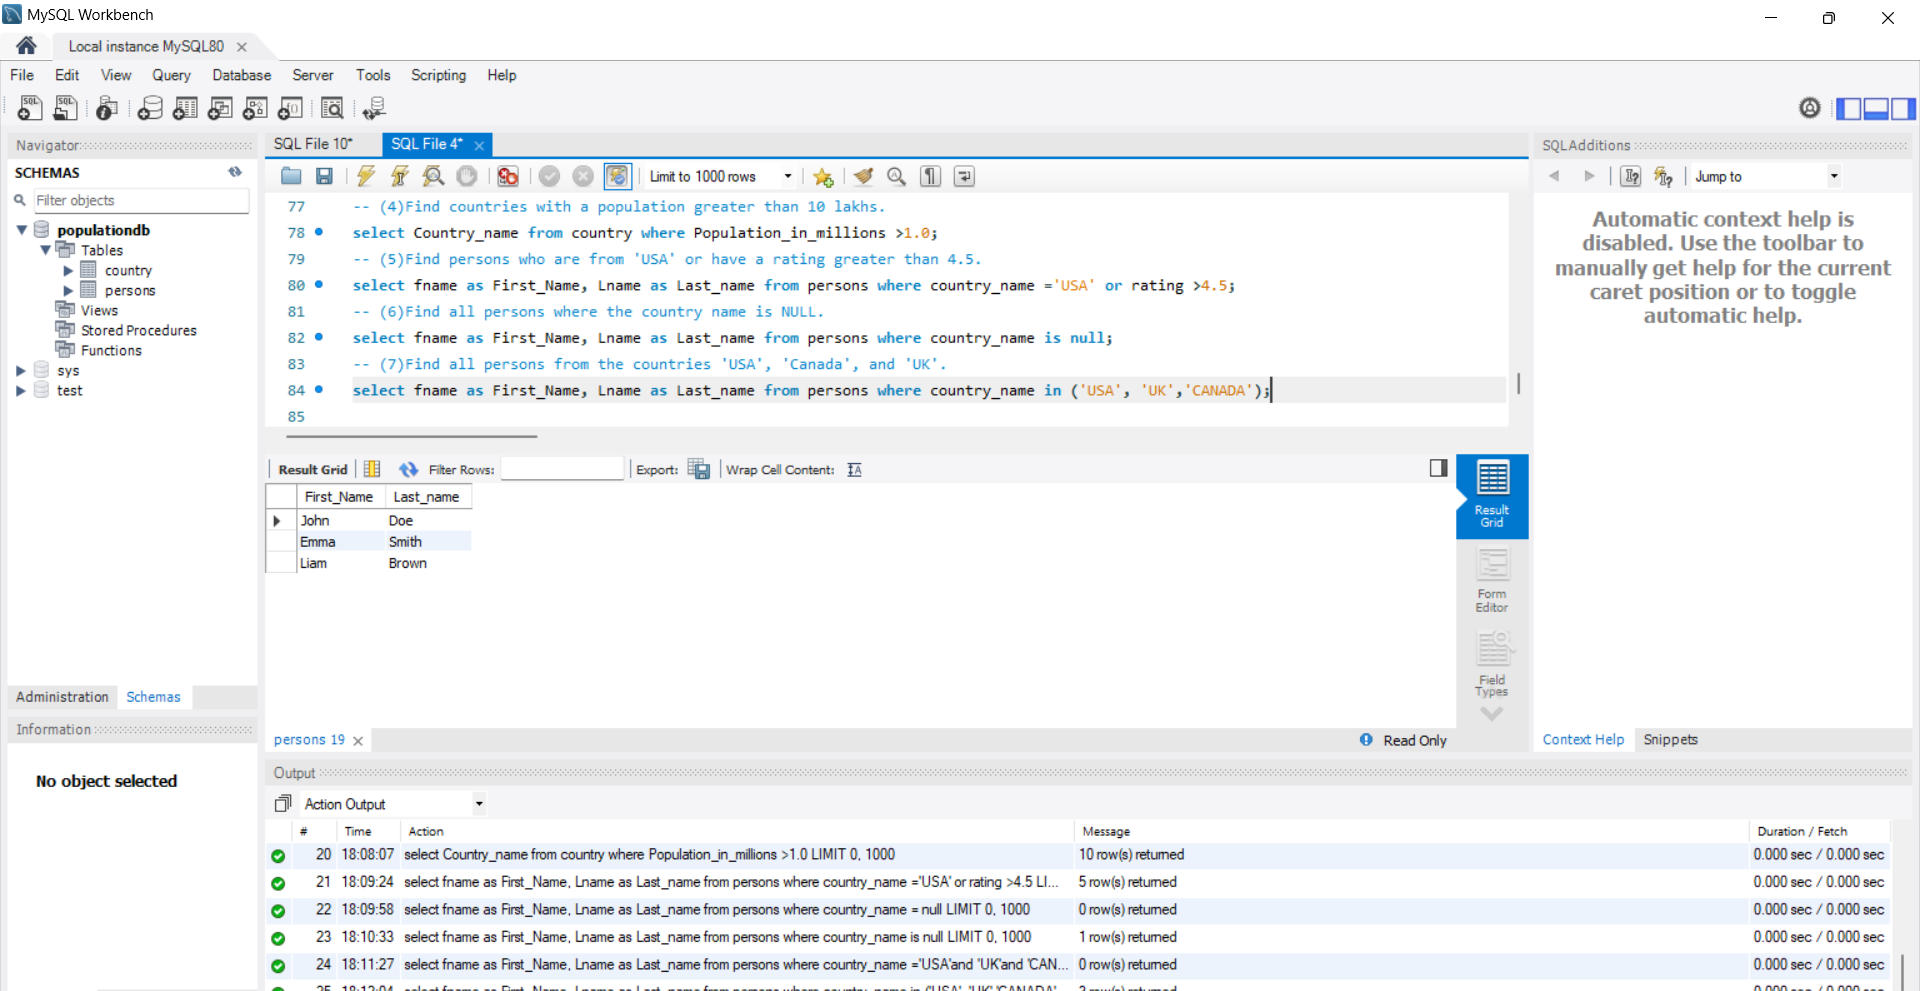 MySQL Workbench
Local instance MySQL80
File Edit View Query Database Server Tools Scripting Help
Navigator
SCHEMAS
Filter objects
populationdb
Tables
country
persons
Views
Stored Procedures
Functions
sys
test
Administration Schemas
Information
No object selected
SQL File 10* SQL File 4*
Limit to 1000 rows
77 -- (4)Find countries with a population greater than 10 lakhs.
78 select Country_name from country where Population_in_millions >1.0;
79 -- (5)Find persons who are from 'USA' or have a rating greater than 4.5.
80 select fname as First_Name, Lname as Last_name from persons where country_name ='USA' or rating >4.5;
81 -- (6)Find all persons where the country name is NULL.
82 select fname as First_Name, Lname as Last_name from persons where country_name is null;
83 -- (7)Find all persons from the countries 'USA', 'Canada', and 'UK'.
84 select fname as First_Name, Lname as Last_name from persons where country_name in ('USA', 'UK','CANADA');
85
Result Grid Filter Rows: Export: Wrap Cell Content:
First_Name Last_name
John Doe
Emma Smith
Liam Brown
Result Grid
Form Editor
Field Types
persons 19
Read Only
SQLAdditions
Jump to
Automatic context help is
disabled. Use the toolbar to
manually get help for the current
caret position or to toggle
automatic help.
Context Help Snippets
Output
Action Output
# Time Action Message Duration / Fetch
20 18:08:07 select Country_name from country where Population_in_millions >1.0 LIMIT 0, 1000 10 row(s) returned 0.000 sec / 0.000 sec
21 18:09:24 select fname as First_Name, Lname as Last_name from persons where country_name ='USA' or rating >4.5 LI... 5 row(s) returned 0.000 sec / 0.000 sec
22 18:09:58 select fname as First_Name, Lname as Last_name from persons where country_name = null LIMIT 0, 1000 0 row(s) returned 0.000 sec / 0.000 sec
23 18:10:33 select fname as First_Name, Lname as Last_name from persons where country_name is null LIMIT 0, 1000 1 row(s) returned 0.000 sec / 0.000 sec
24 18:11:27 select fname as First_Name, Lname as Last_name from persons where country_name ='USA'and 'UK'and 'CAN... 0 row(s) returned 0.000 sec / 0.000 sec